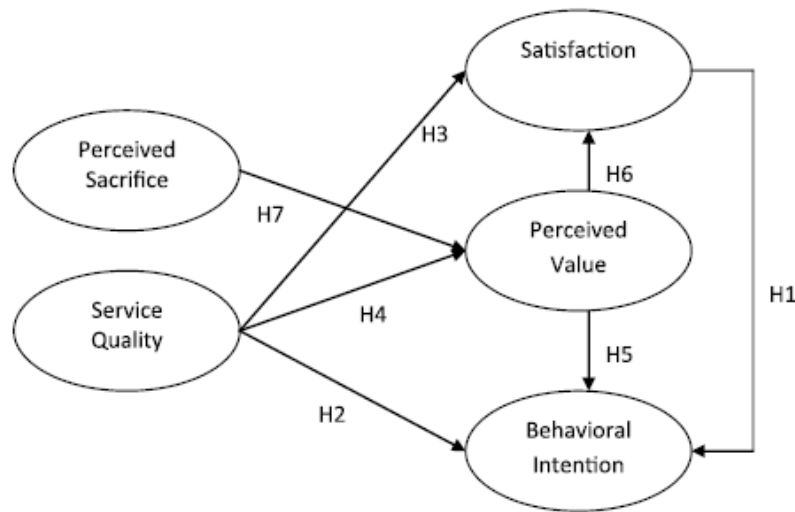 Satisfaction
H3
Perceived
Sacrifice
H6
H7
Perceived
Value
H1
Service
Quality
H4
H5
H2
Behavioral
Intention